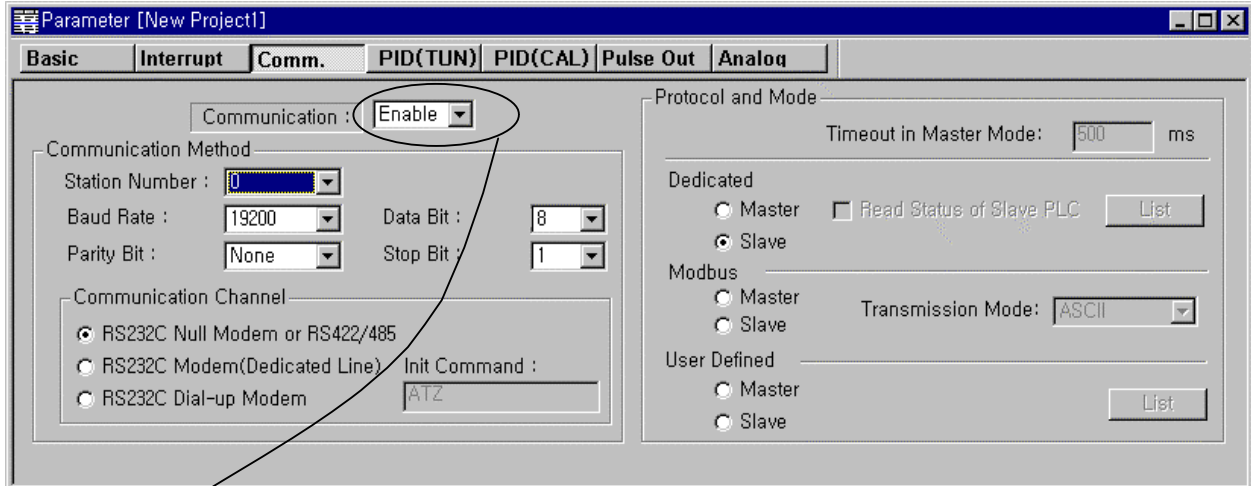 Parameter [New Project1]
Basic Interrupt Comm. PID(TUN) PID(CAL) Pulse Out Analog
Communication : Enable
Communication Method
Station Number : 0
Baud Rate : 19200 Data Bit : 8
Parity Bit : None Stop Bit : 1
Communication Channel
RS232C Null Modem or RS422/485
RS232C Modem(Dedicated Line) Init Command :
RS232C Dial-up Modem ATZ
Protocol and Mode
Timeout in Master Mode: 500 ms
Dedicated
Master Read Status of Slave PLC List
Slave
Modbus
Master Transmission Mode: ASCII
Slave
User Defined
Master
List
Slave